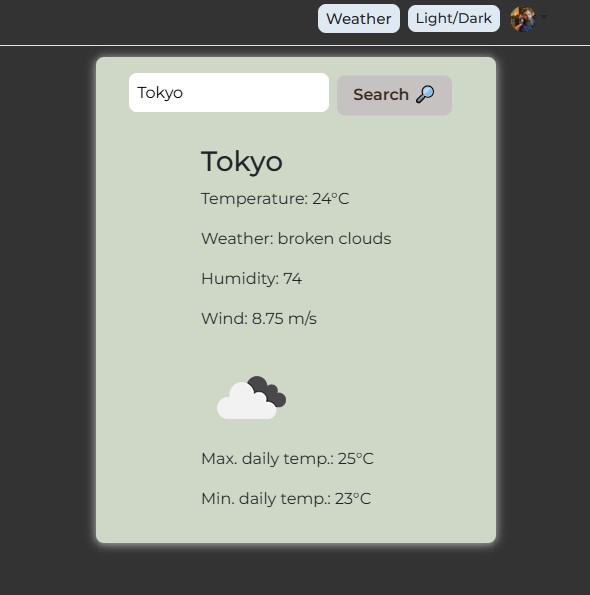 Weather Light/Dark
Tokyo Search
Tokyo
Temperature: 24°C
Weather: broken clouds
Humidity: 74
Wind: 8.75 m/s
Max. daily temp.: 25°C
Min. daily temp.: 23°C